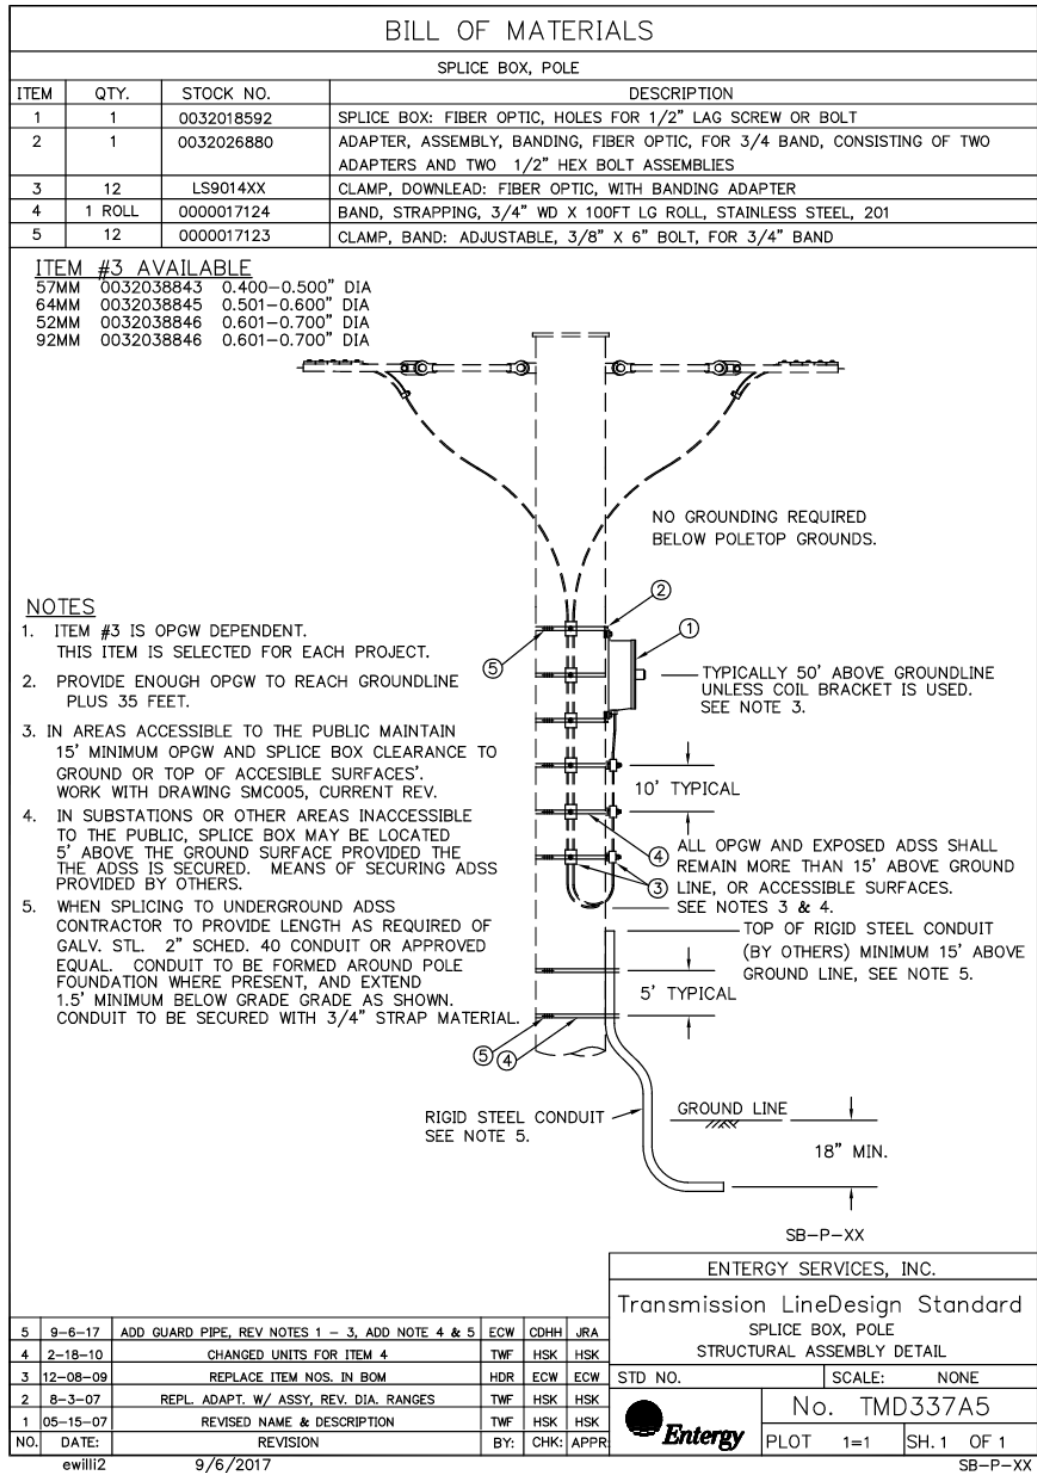 BILL OF MATERIALS
SPLICE BOX, POLE
ITEM QTY. STOCK NO. DESCRIPTION
1 1 0032018592 SPLICE BOX: FIBER OPTIC, HOLES FOR 1/2" LAG SCREW OR BOLT
2 1 0032026880 ADAPTER, ASSEMBLY, BANDING, FIBER OPTIC, FOR 3/4 BAND, CONSISTING OF TWO
ADAPTERS AND TWO 1/2" HEX BOLT ASSEMBLIES
3 12 LS9014XX CLAMP, DOWNLEAD: FIBER OPTIC, WITH BANDING ADAPTER
4 1 ROLL 0000017124 BAND, STRAPPING, 3/4" WD X 100FT LG ROLL, STAINLESS STEEL, 201
5 12 0000017123 CLAMP, BAND: ADJUSTABLE, 3/8" X 6" BOLT, FOR 3/4" BAND
ITEM #3 AVAILABLE
57MM 0032038843 0.400-0.500" DIA
64MM 0032038845 0.501-0.600" DIA
52MM 0032038846 0.601-0.700" DIA
92MM 0032038846 0.601-0.700" DIA
NO GROUNDING REQUIRED
BELOW POLETOP GROUNDS.
2
1
5
TYPICALLY 50' ABOVE GROUNDLINE
UNLESS COIL BRACKET IS USED.
SEE NOTE 3.
10' TYPICAL
4
3
ALL OPGW AND EXPOSED ADSS SHALL
REMAIN MORE THAN 15' ABOVE GROUND
LINE, OR ACCESSIBLE SURFACES.
SEE NOTES 3 & 4.
TOP OF RIGID STEEL CONDUIT
(BY OTHERS) MINIMUM 15' ABOVE
GROUND LINE, SEE NOTE 5.
5' TYPICAL
5
4
NOTES
1. ITEM #3 IS OPGW DEPENDENT.
THIS ITEM IS SELECTED FOR EACH PROJECT.
2. PROVIDE ENOUGH OPGW TO REACH GROUNDLINE
PLUS 35 FEET.
3. IN AREAS ACCESSIBLE TO THE PUBLIC MAINTAIN
15' MINIMUM OPGW AND SPLICE BOX CLEARANCE TO
GROUND OR TOP OF ACCESIBLE SURFACES'.
WORK WITH DRAWING SMC005, CURRENT REV.
4. IN SUBSTATIONS OR OTHER AREAS INACCESSIBLE
TO THE PUBLIC, SPLICE BOX MAY BE LOCATED
5' ABOVE THE GROUND SURFACE PROVIDED THE
THE ADSS IS SECURED. MEANS OF SECURING ADSS
PROVIDED BY OTHERS.
5. WHEN SPLICING TO UNDERGROUND ADSS
CONTRACTOR TO PROVIDE LENGTH AS REQUIRED OF
GALV. STL. 2" SCHED. 40 CONDUIT OR APPROVED
EQUAL. CONDUIT TO BE FORMED AROUND POLE
FOUNDATION WHERE PRESENT, AND EXTEND
1.5' MINIMUM BELOW GRADE GRADE AS SHOWN.
CONDUIT TO BE SECURED WITH 3/4" STRAP MATERIAL.
RIGID STEEL CONDUIT
SEE NOTE 5.
GROUND LINE
18" MIN.
SB-P-XX
ENTERGY SERVICES, INC.
Transmission LineDesign Standard
SPLICE BOX, POLE
STRUCTURAL ASSEMBLY DETAIL
STD NO. SCALE: NONE
Entergy
No. TMD337A5
PLOT 1=1 SH. 1 OF 1
5 9-6-17 ADD GUARD PIPE, REV NOTES 1 - 3, ADD NOTE 4 & 5 ECW CDHH JRA
4 2-18-10 CHANGED UNITS FOR ITEM 4 TWF HSK HSK
3 12-08-09 REPLACE ITEM NOS. IN BOM HDR ECW ECW
2 8-3-07 REPL. ADAPT. W/ ASSY, REV. DIA. RANGES TWF HSK HSK
1 05-15-07 REVISED NAME & DESCRIPTION TWF HSK HSK
NO. DATE: REVISION BY: CHK: APPR:
ewilli2 9/6/2017 SB-P-XX